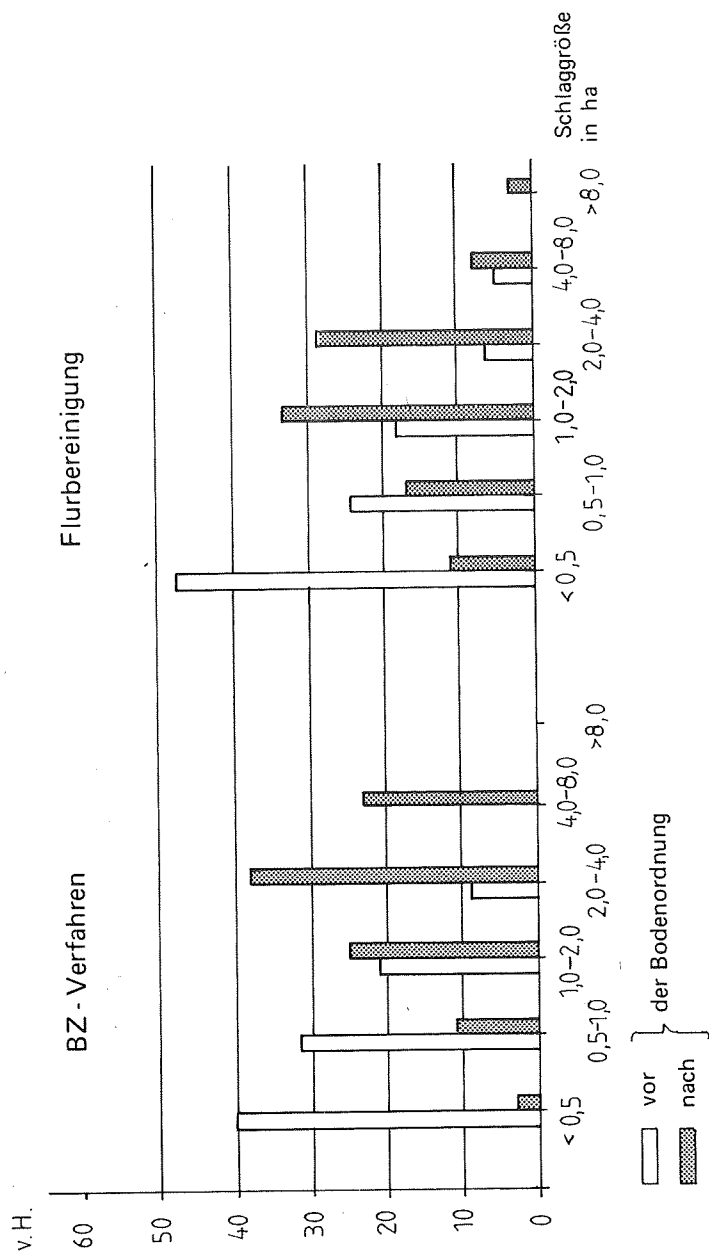 v.H.
BZ - Verfahren
Flurbereinigung
60
50
40
30
20
10
0
< 0,5
0,5-1,0
1,0-2,0
2,0-4,0
4,0-8,0
>8,0
< 0,5
0,5-1,0
1,0-2,0
2,0-4,0
4,0-8,0
>8,0
Schlaggröße
in ha
vor
nach
der Bodenordnung